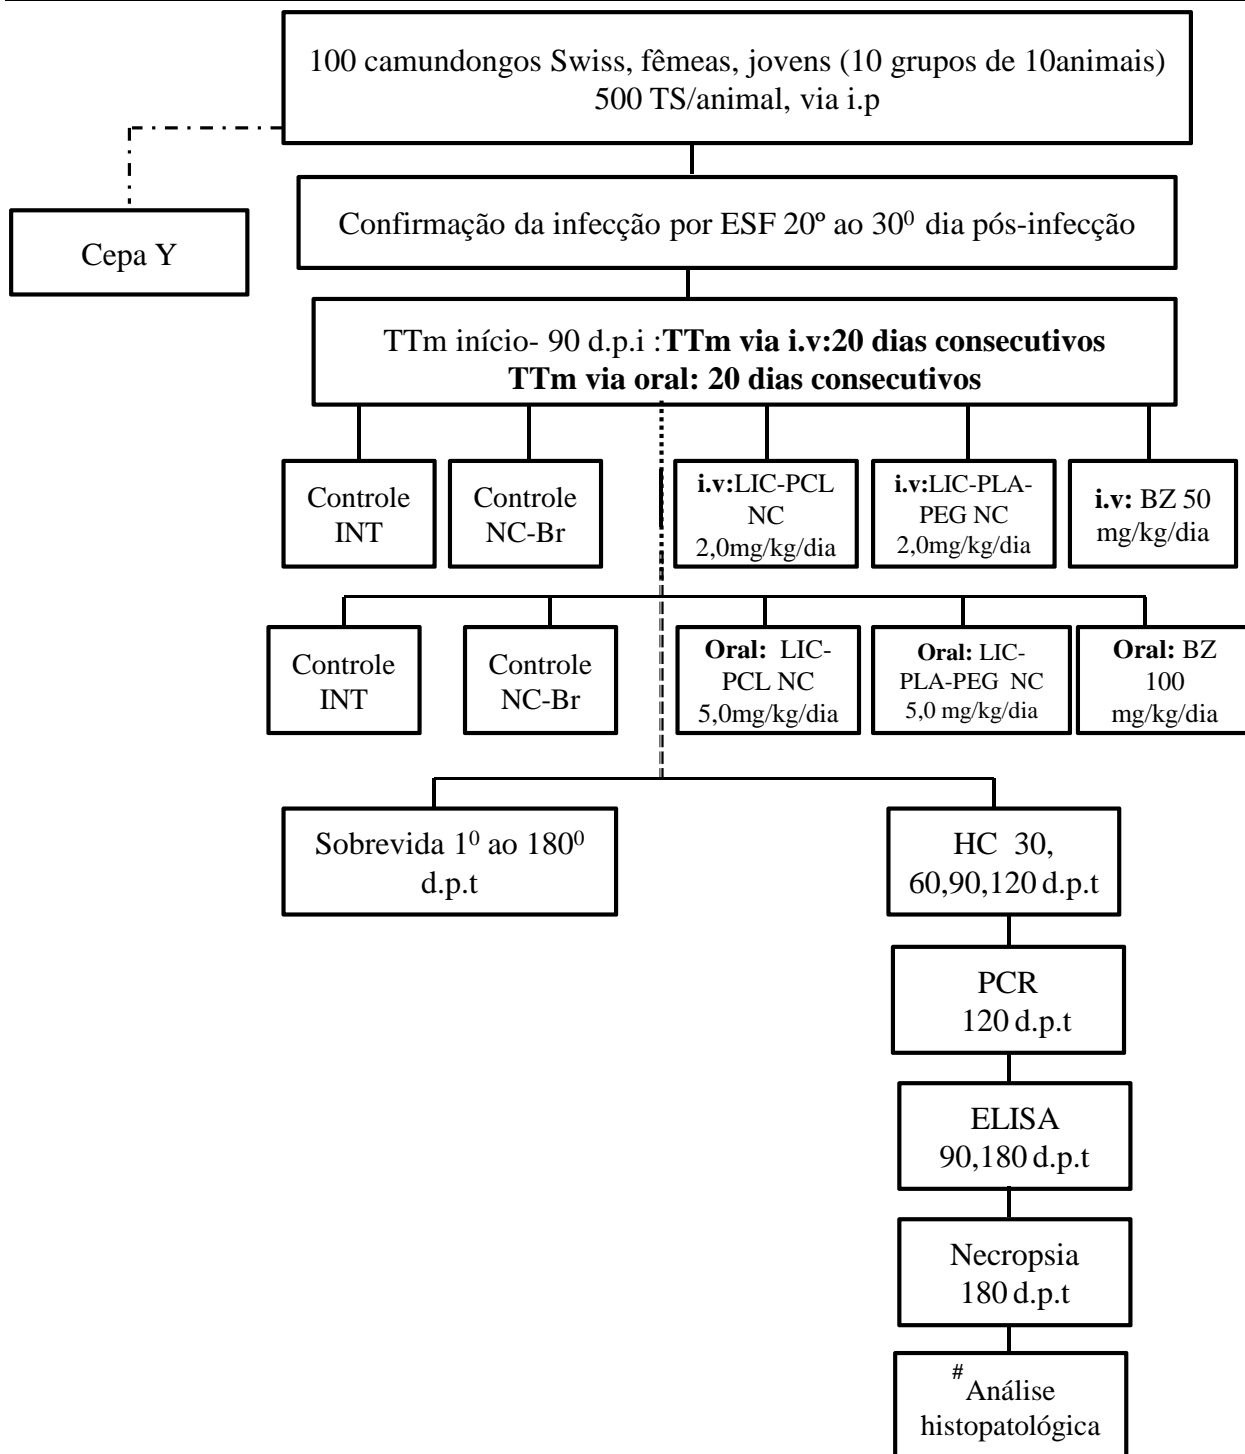 100 camundongos Swiss, fêmeas, jovens (10 grupos de 10animais)
500 TS/animal, via i.p
Cepa Y
Confirmação da infecção por ESF 20º ao 30⁰ dia pós-infecção
TTm início- 90 d.p.i :TTm via i.v:20 dias consecutivos
TTm via oral: 20 dias consecutivos
Controle
INT
Controle
NC-Br
i.v:LIC-PCL
NC
2,0mg/kg/dia
i.v:LIC-PLA-
PEG NC
2,0mg/kg/dia
i.v: BZ 50
mg/kg/dia
Controle
INT
Controle
NC-Br
Oral: LIC-
PCL NC
5,0mg/kg/dia
Oral: LIC-
PLA-PEG NC
5,0 mg/kg/dia
Oral: BZ
100
mg/kg/dia
Sobrevida 1⁰ ao 180⁰
d.p.t
HC 30,
60,90,120 d.p.t
PCR
120 d.p.t
ELISA
90,180 d.p.t
Necropsia
180 d.p.t
#Análise
histopatológica